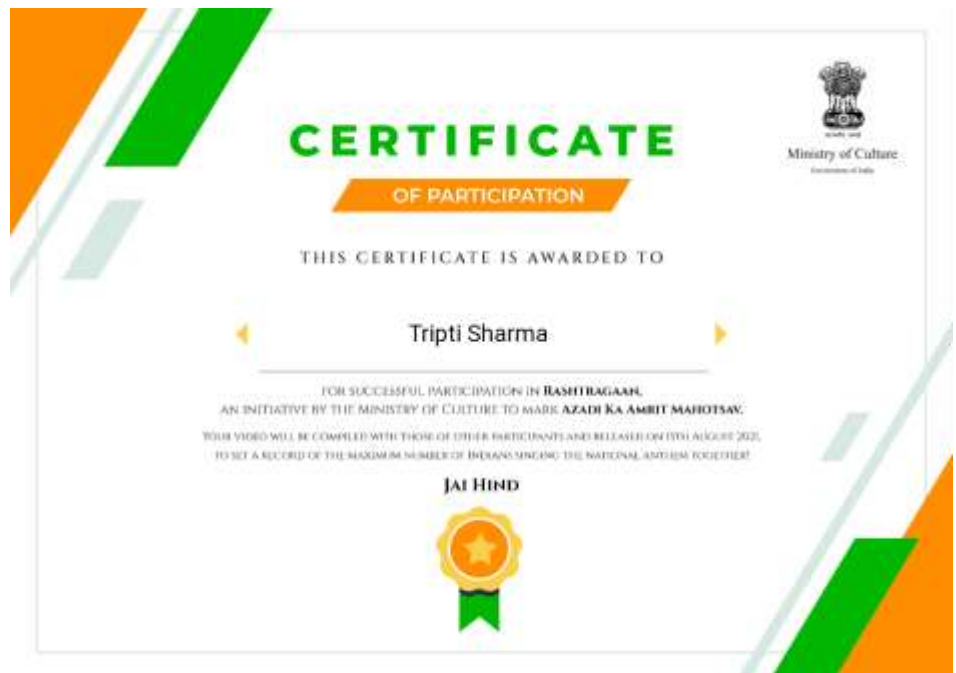 CERTIFICATE
OF PARTICIPATION
Ministry of Culture
Government of India
THIS CERTIFICATE IS AWARDED TO
Tripti Sharma
FOR SUCCESSFUL PARTICIPATION IN RASHTRAGAAN,
AN INITIATIVE BY THE MINISTRY OF CULTURE TO MARK AZADI KA AMRIT MAHOTSAV.
YOUR VIDEO WILL BE COMPILED WITH THOSE OF OTHER PARTICIPANTS AND RELEASED ON 15TH AUGUST 2021,
TO SET A RECORD OF THE MAXIMUM NUMBER OF INDIANS SINGING THE NATIONAL ANTHEM TOGETHER!
JAI HIND